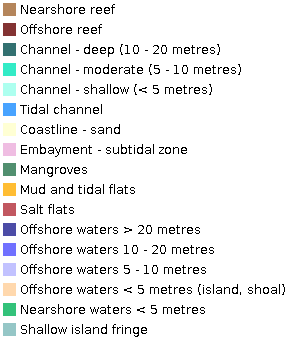 Nearshore reef
Offshore reef
Channel - deep (10 - 20 metres)
Channel - moderate (5 - 10 metres)
Channel - shallow (< 5 metres)
Tidal channel
Coastline - sand
Embayment - subtidal zone
Mangroves
Mud and tidal flats
Salt flats
Offshore waters > 20 metres
Offshore waters 10 - 20 metres
Offshore waters 5 - 10 metres
Offshore waters < 5 metres (island, shoal)
Nearshore waters < 5 metres
Shallow island fringe